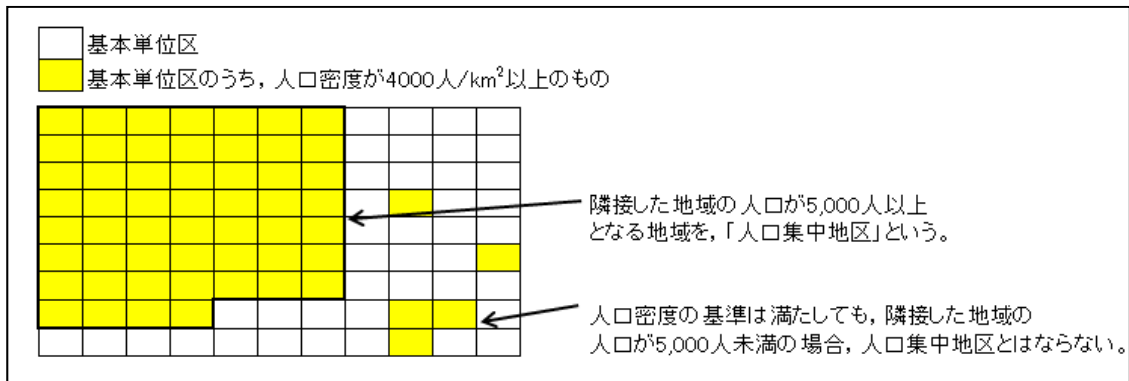 基本単位区
基本単位区のうち，人口密度が4000人/km²以上のもの
隣接した地域の人口が5,000人以上
となる地域を，「人口集中地区」という。
人口密度の基準は満たしても，隣接した地域の
人口が5,000人未満の場合，人口集中地区とはならない。